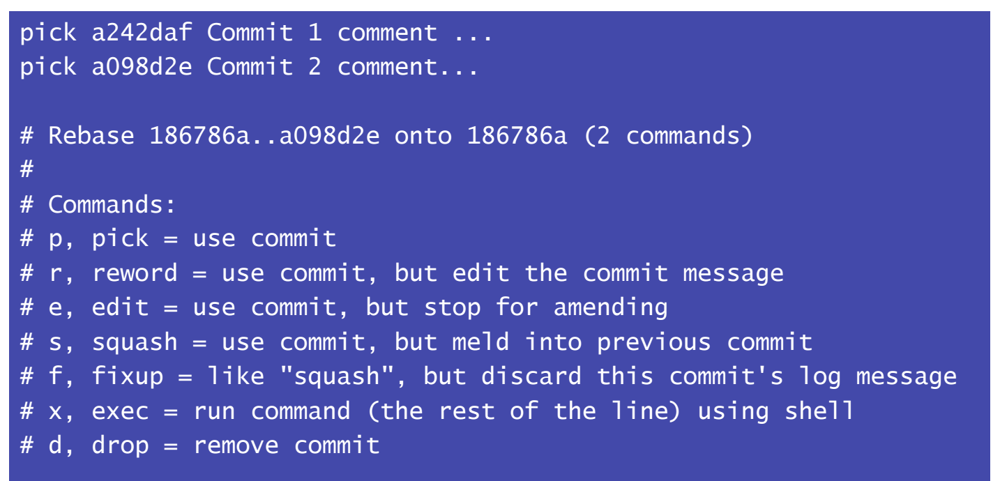 pick a242daf Commit 1 comment ...
pick a098d2e Commit 2 comment...
# Rebase 186786a..a098d2e onto 186786a (2 commands)
#
# Commands:
# p, pick = use commit
# r, reword = use commit, but edit the commit message
# e, edit = use commit, but stop for amending
# s, squash = use commit, but meld into previous commit
# f, fixup = like "squash", but discard this commit's log message
# x, exec = run command (the rest of the line) using shell
# d, drop = remove commit